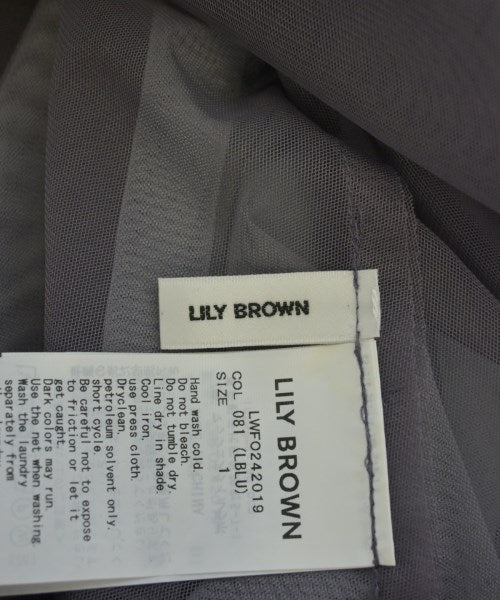 LILY BROWN
LILY BROWN
LWFO242019
COL 081 (LBLU)
SIZE 1
Hand wash cold.
Do not bleach.
Do not tumble dry.
Line dry in shade.
Cool iron.
use press cloth.
Dryclean.
petroleum solvent only.
short cycle.
Be careful not to expose
to friction or let it
get caught.
Dark colors may run.
Use the net when washing.
Wash the laundry
separately from